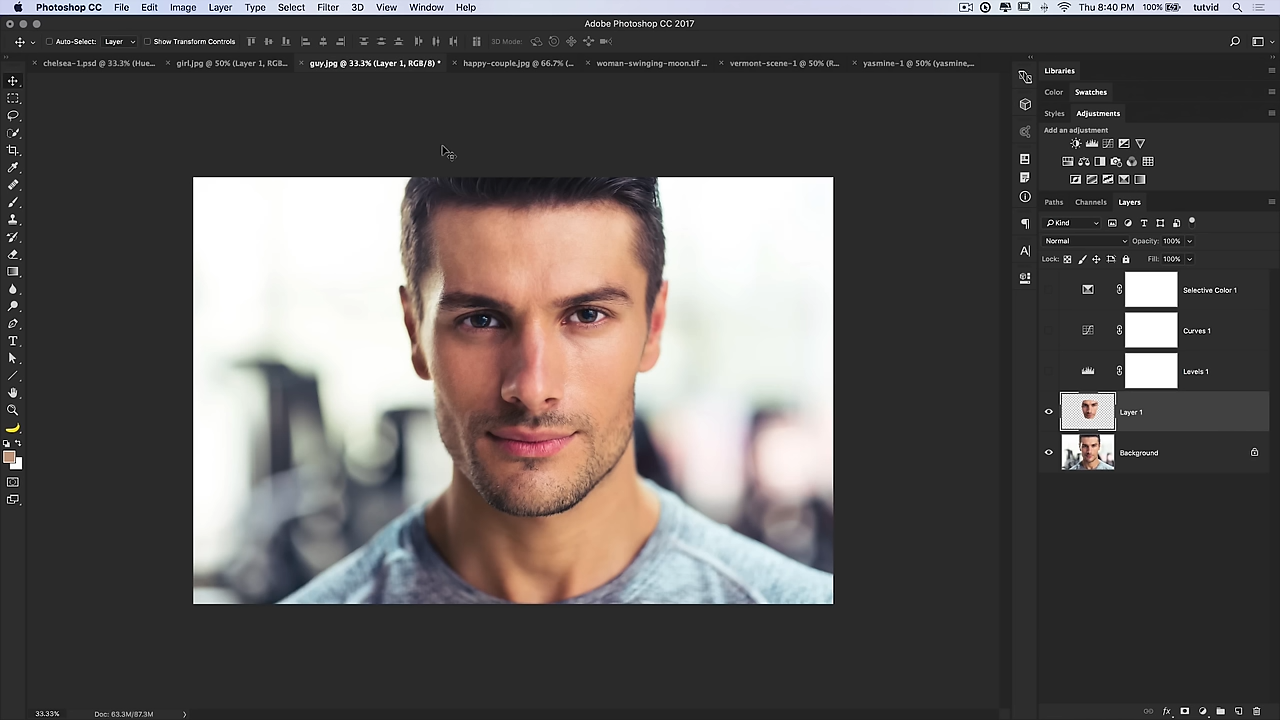 Photoshop CC File Edit Image Layer Type Select Filter 3D View Window Help Thu 8:40 PM 100% tutvid
Adobe Photoshop CC 2017
Auto-Select: Layer Show Transform Controls 3D Mode:
chelsea-1.psd @ 33.3% (Hue... girl.jpg @ 50% (Layer 1, RGB... guy.jpg @ 33.3% (Layer 1, RGB/8) * happy-couple.jpg @ 66.7% (... woman-swinging-moon.tif ... vermont-scene-1 @ 50% (R... yasmine-1 @ 50% (yasmine,...
Libraries
Color Swatches
Styles Adjustments
Add an adjustment
Paths Channels Layers
Kind
Normal Opacity: 100%
Lock: Fill: 100%
Selective Color 1
Curves 1
Levels 1
Layer 1
Background
33.33% Doc: 63.3M/87.3M